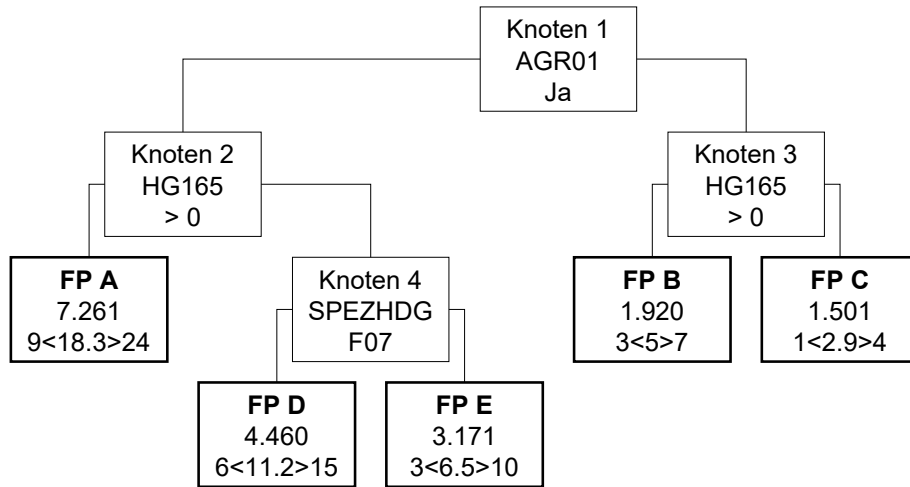 Knoten 1
AGR01
Ja
Knoten 2
HG165
> 0
Knoten 3
HG165
> 0
FP A
7.261
9<18.3>24
Knoten 4
SPEZHDG
F07
FP B
1.920
3<5>7
FP C
1.501
1<2.9>4
FP D
4.460
6<11.2>15
FP E
3.171
3<6.5>10